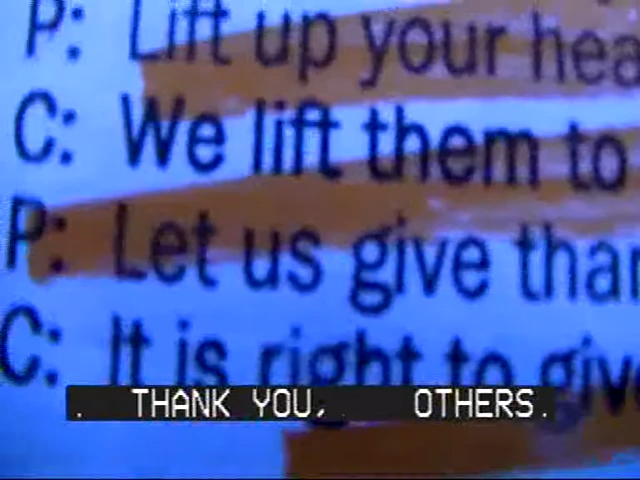 P: Lift up your hea
C: We lift them to
P: Let us give than
C: It is right to give
. THANK YOU, OTHERS.